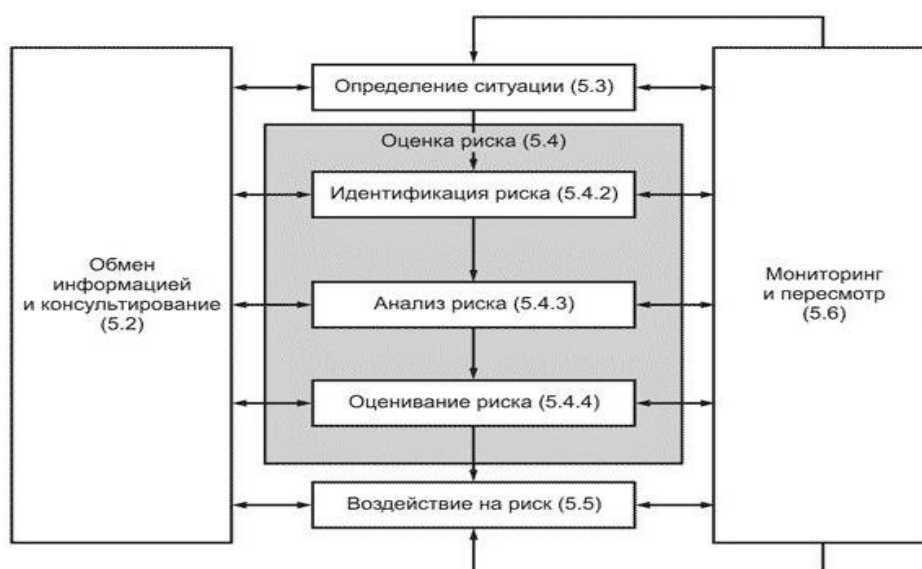 Определение ситуации (5.3)
Оценка риска (5.4)
Идентификация риска (5.4.2)
Анализ риска (5.4.3)
Оценивание риска (5.4.4)
Воздействие на риск (5.5)
Обмен
информацией
и консультирование
(5.2)
Мониторинг
и пересмотр
(5.6)